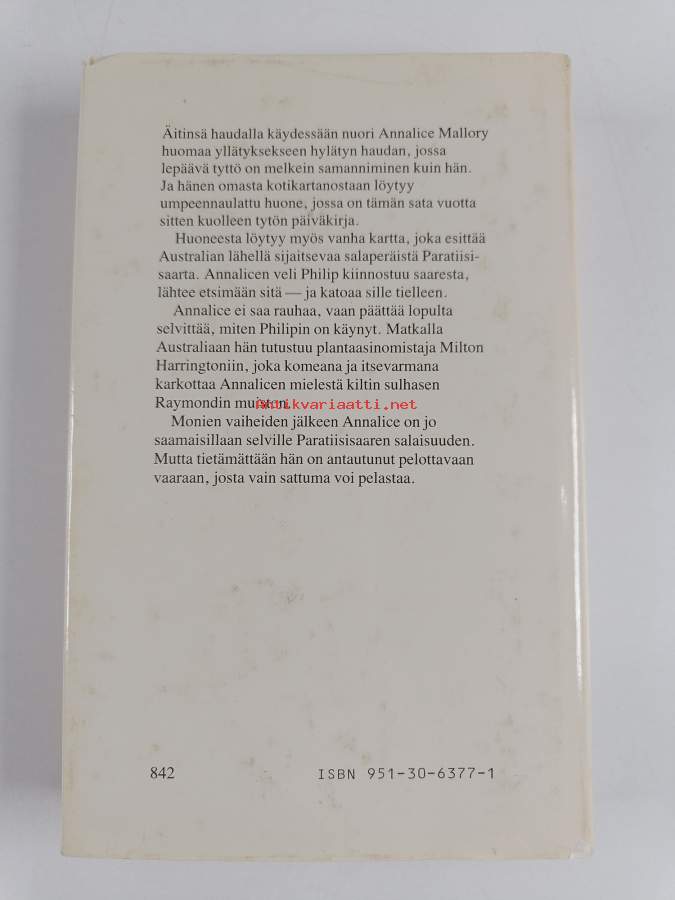 Äitinsä haudalla käydessään nuori Annalice Mallory
huomaa yllätyksekseen hylätyn haudan, jossa
lepäävä tyttö on melkein samanniminen kuin hän.
Ja hänen omasta kotikartanostaan löytyy
umpeennaulattu huone, jossa on tämän sata vuotta
sitten kuolleen tytön päiväkirja.
Huoneesta löytyy myös vanha kartta, joka esittää
Australian lähellä sijaitsevaa salaperäistä Paratiisi-
saarta. Annalicen veli Philip kiinnostuu saaresta,
lähtee etsimään sitä — ja katoaa sille tielleen.
Annalice ei saa rauhaa, vaan päättää lopulta
selvittää, miten Philipin on käynyt. Matkalla
Australiaan hän tutustuu plantaasinomistaja Milton
Harringtoniin, joka komeana ja itsevarmana
karkottaa Annalicen mielestä kiltin sulhasen
Raymondin muiston.
Antikvariaatti.net
Monien vaiheiden jälkeen Annalice on jo
saamaisillaan selville Paratiisisaaren salaisuuden.
Mutta tietämättään hän on antautunut pelottavaan
vaaraan, josta vain sattuma voi pelastaa.
842
ISBN 951-30-6377-1